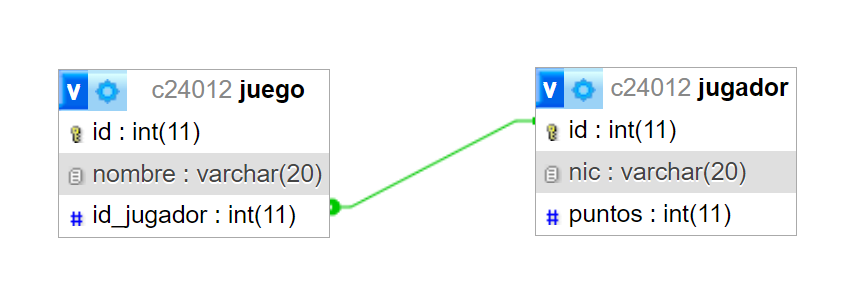 v c24012 juego
id : int(11)
nombre : varchar(20)
# id_jugador : int(11)
v c24012 jugador
id : int(11)
nic : varchar(20)
# puntos : int(11)